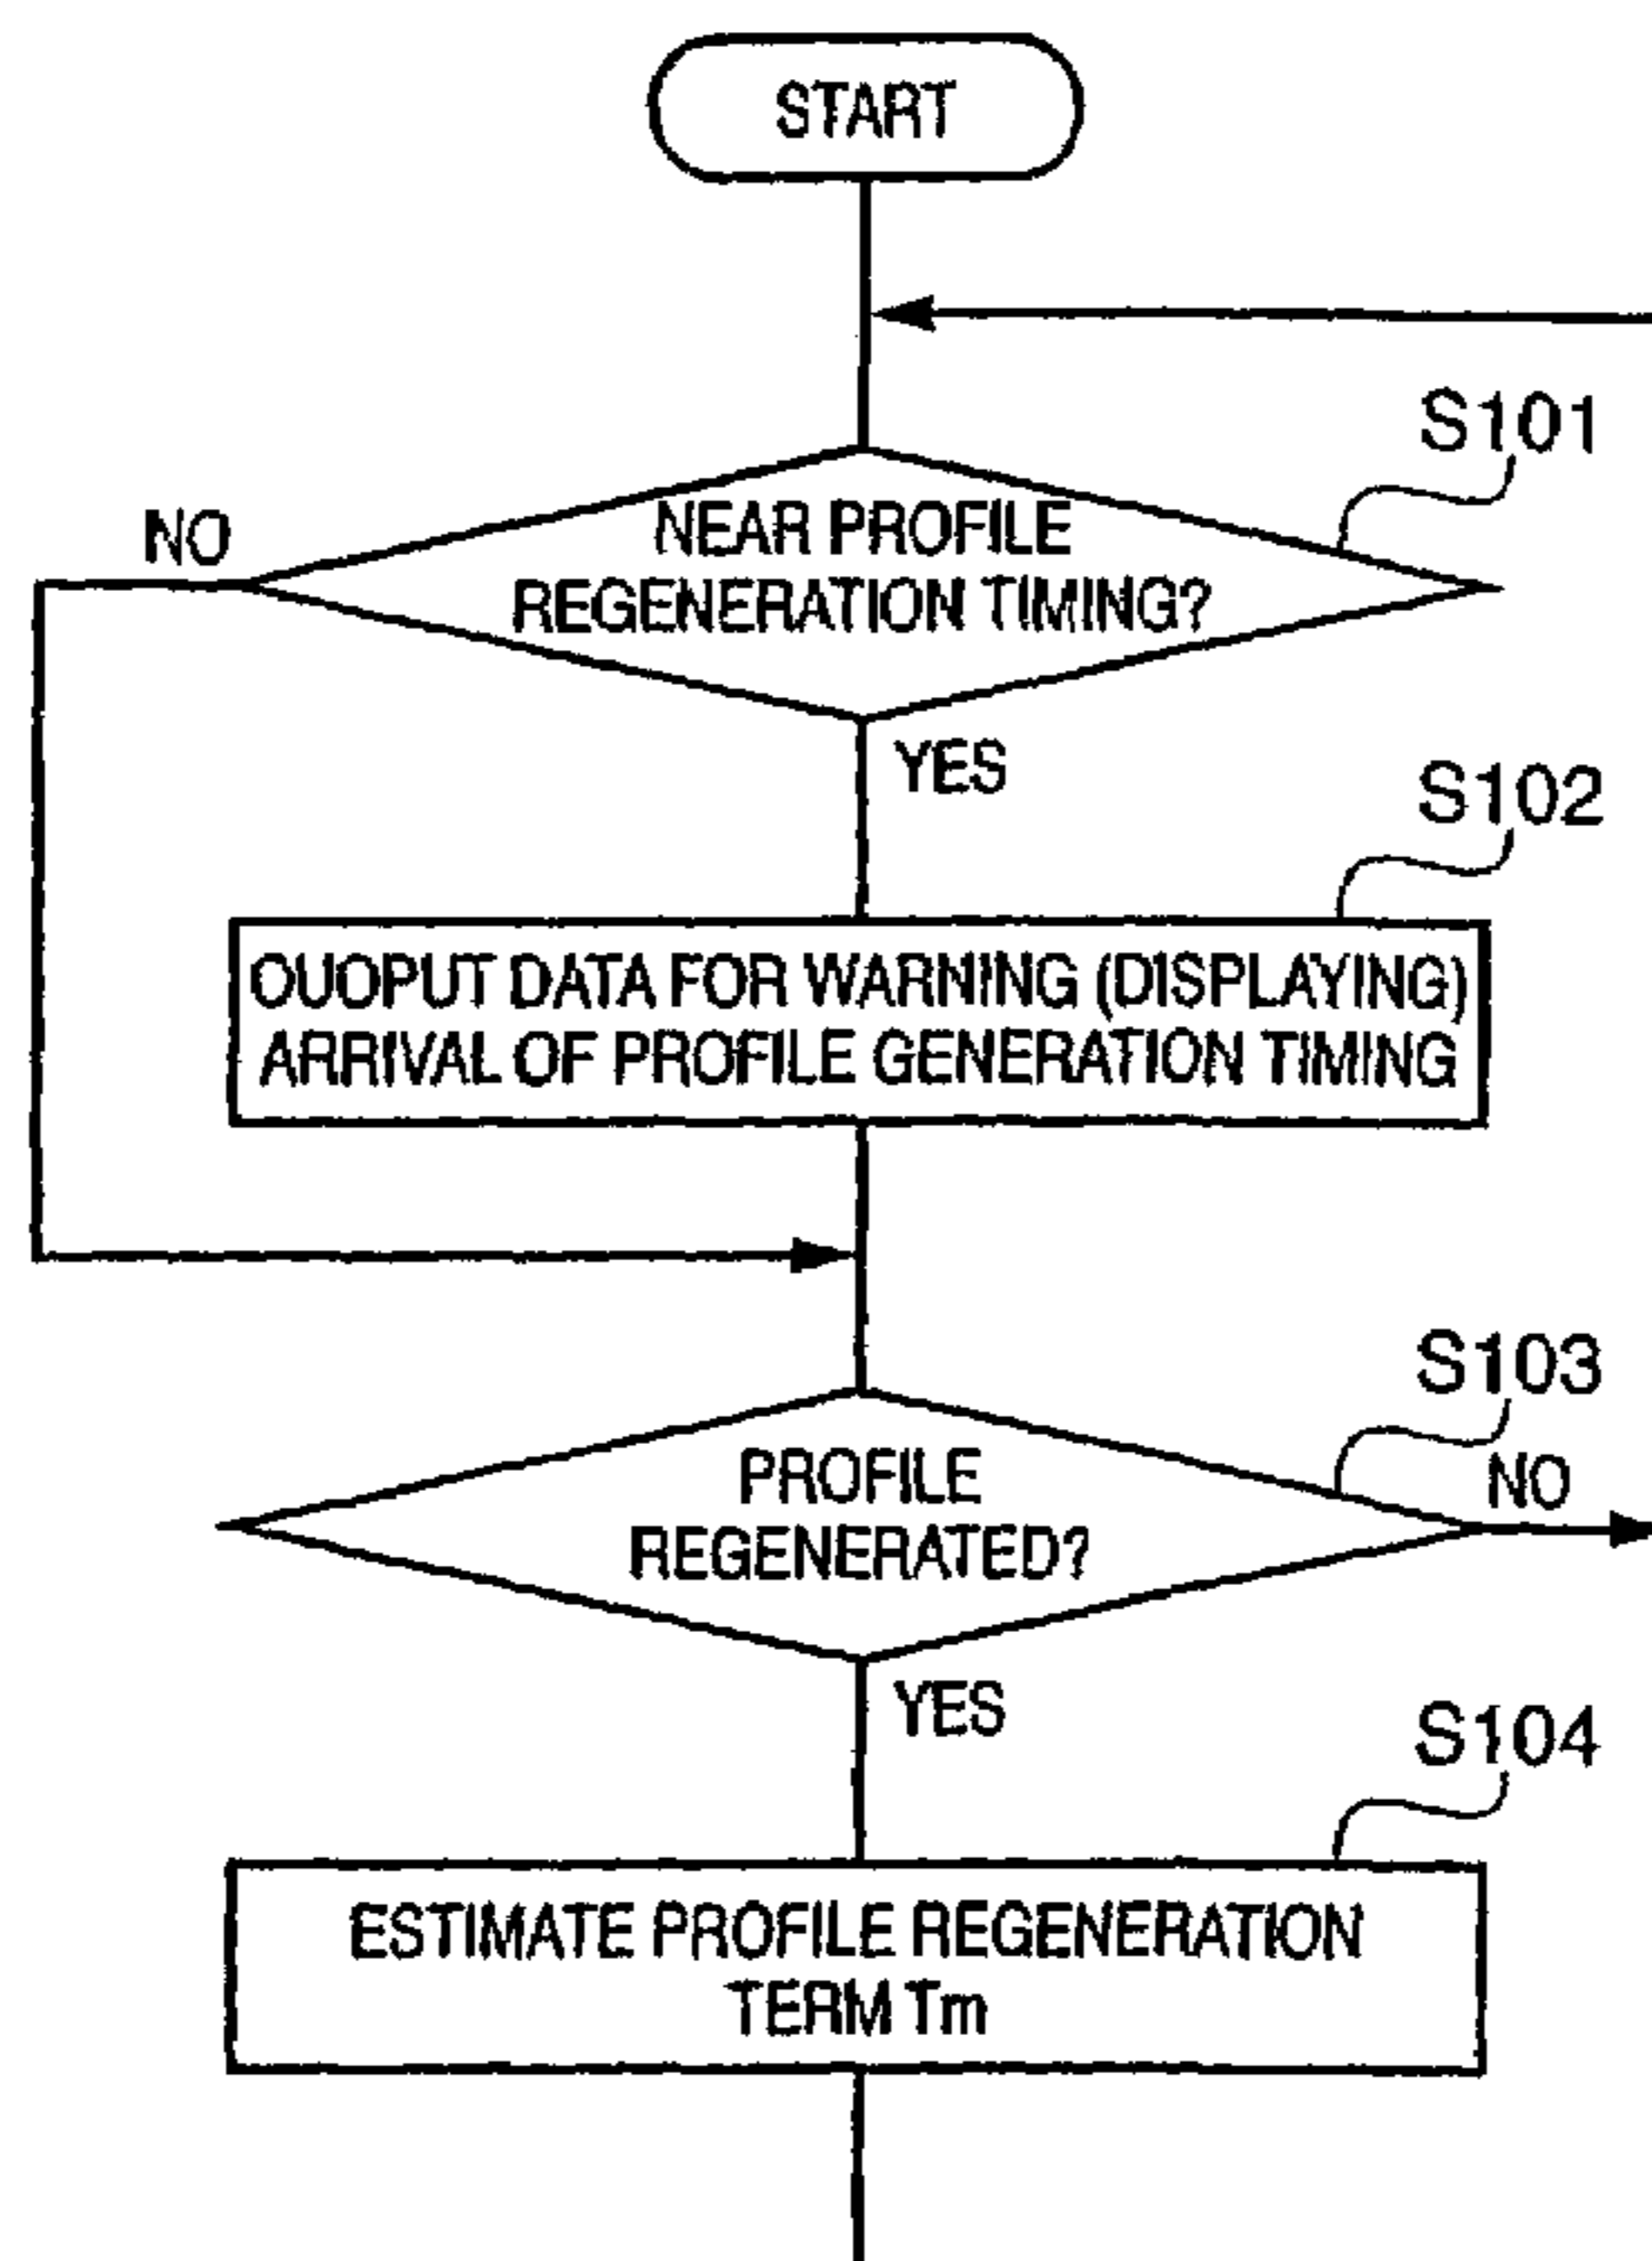 START
S101
NO
NEAR PROFILE
REGENERATION TIMING?
YES
S102
OUOPUT DATA FOR WARNING (DISPLAYING)
ARRIVAL OF PROFILE GENERATION TIMING
S103
PROFILE
REGENERATED?
NO
YES
S104
ESTIMATE PROFILE REGENERATION
TERM Tm